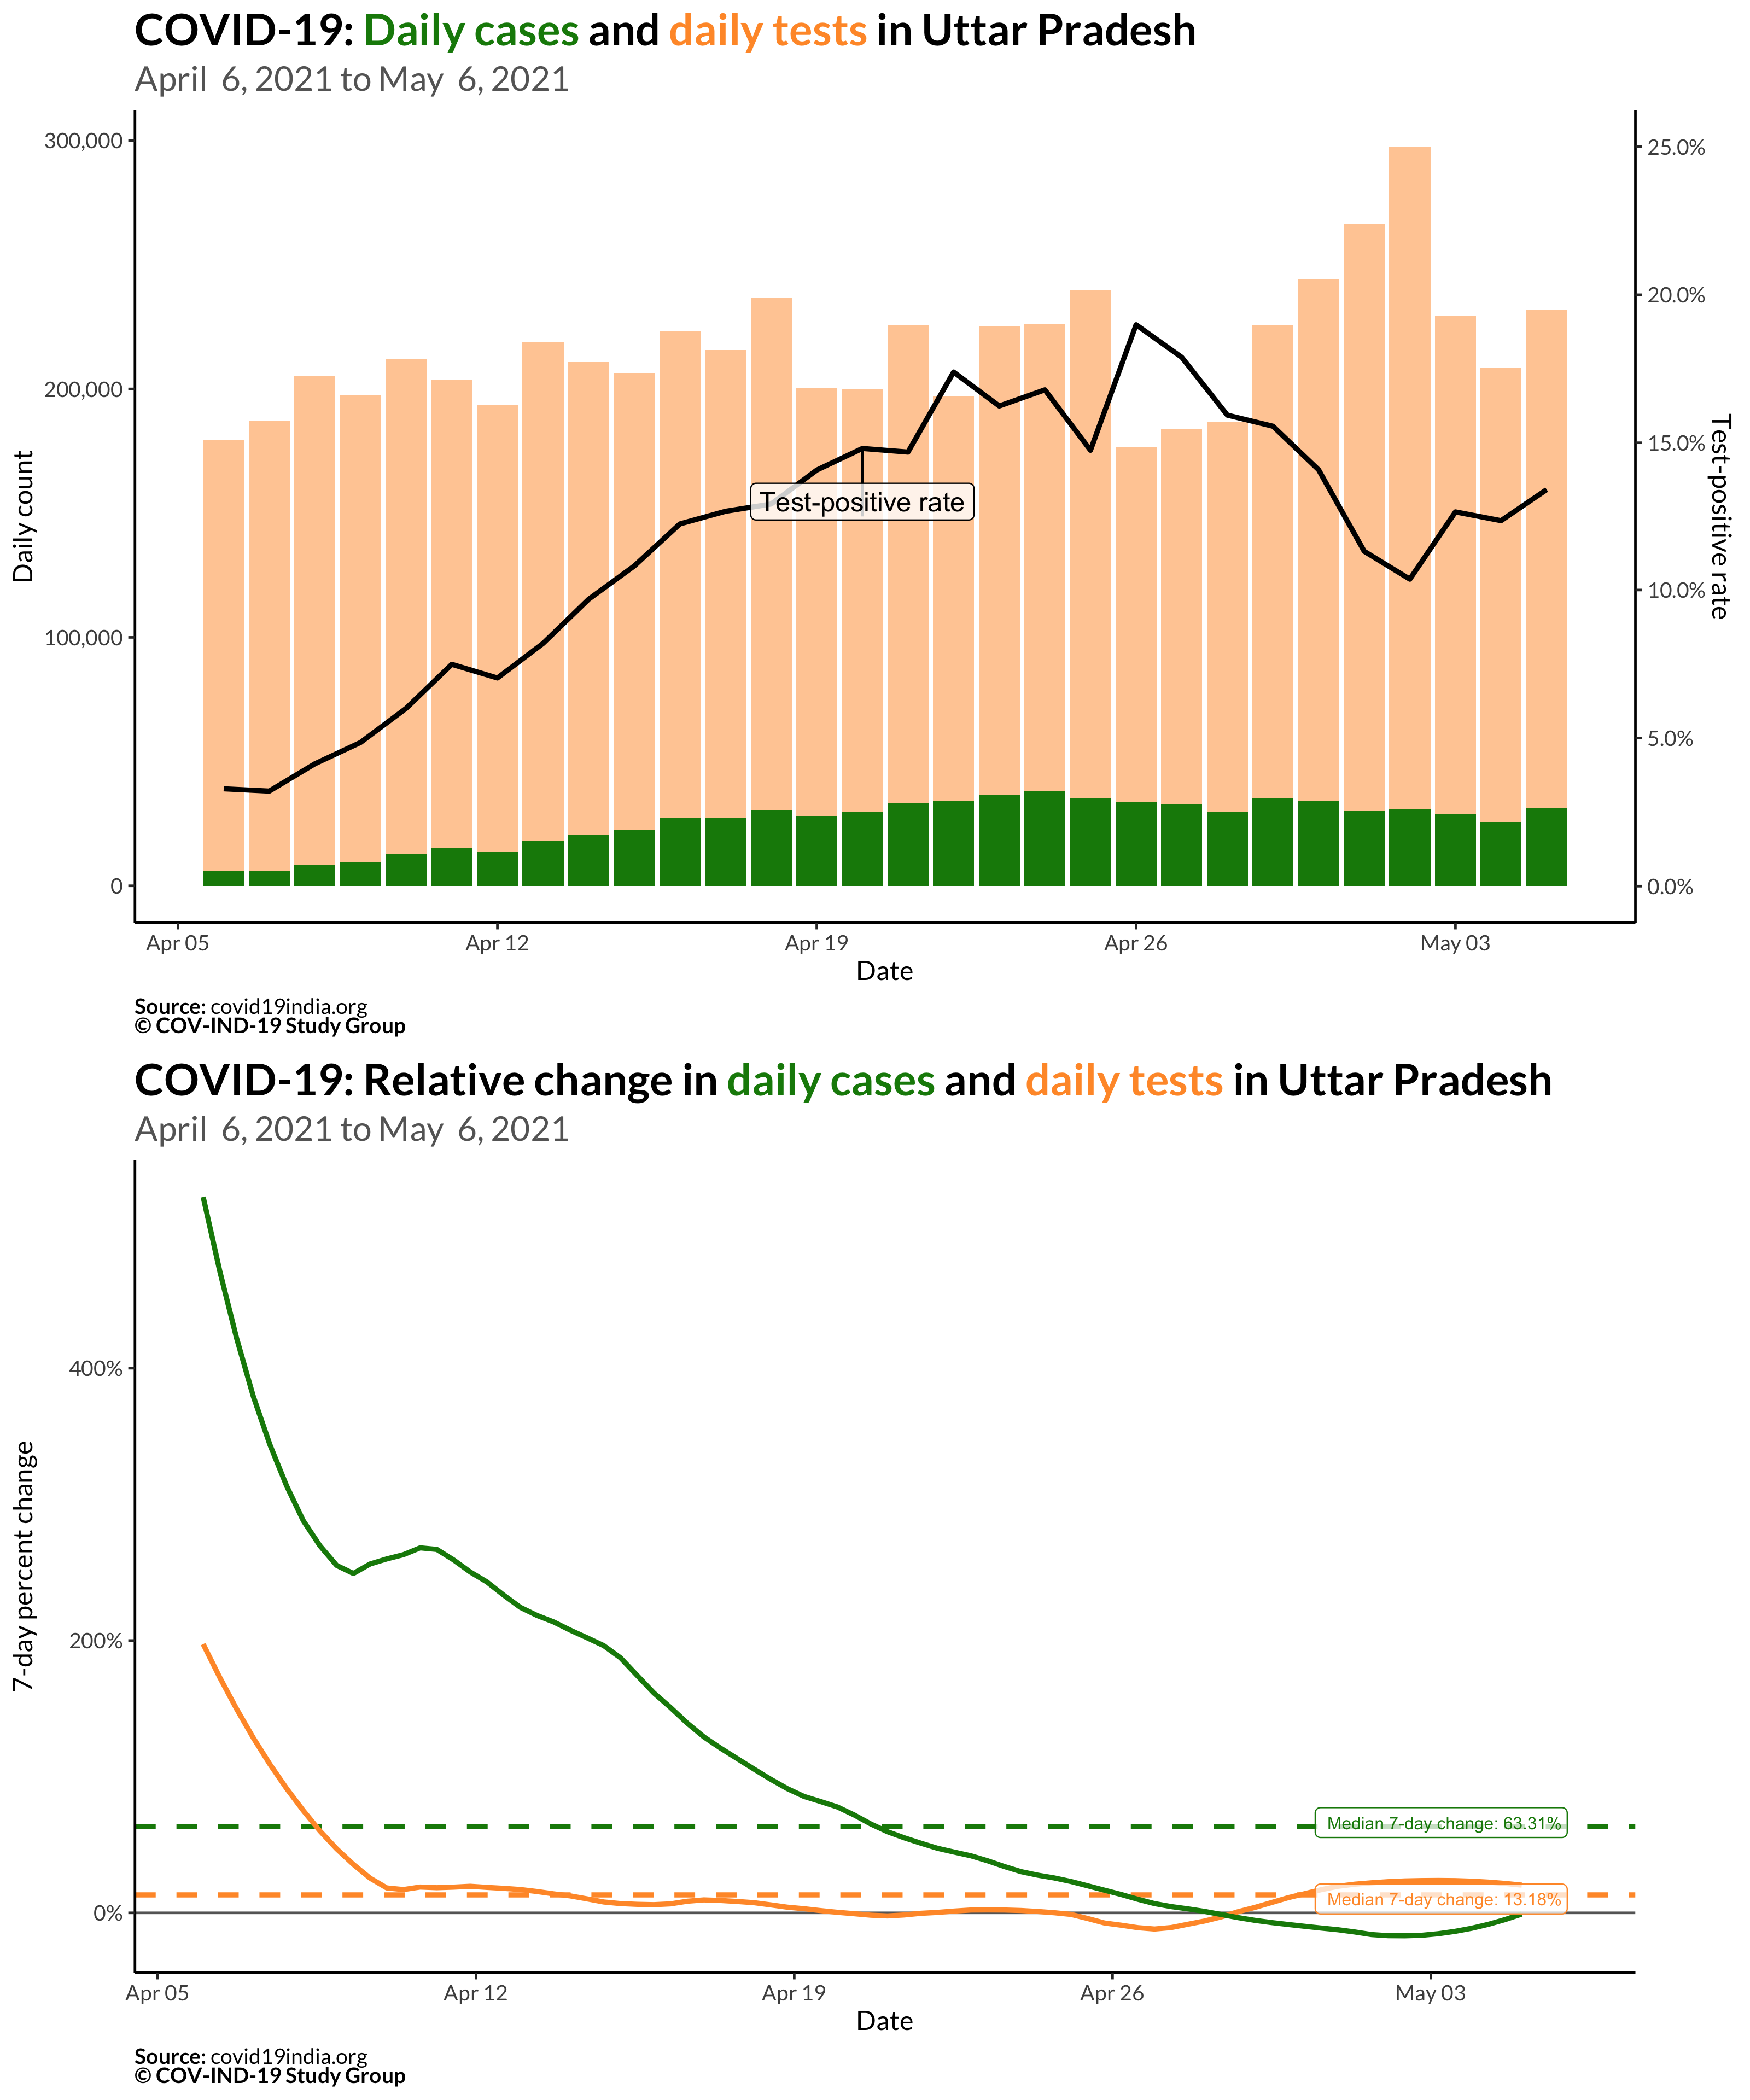 COVID-19: Daily cases and daily tests in Uttar Pradesh
April 6, 2021 to May 6, 2021
300,000
200,000
100,000
0
Daily count
25.0%
20.0%
15.0%
10.0%
5.0%
0.0%
Test-positive rate
Test-positive rate
Apr 05
Apr 12
Apr 19
Apr 26
May 03
Date
Source: covid19india.org
© COV-IND-19 Study Group
COVID-19: Relative change in daily cases and daily tests in Uttar Pradesh
April 6, 2021 to May 6, 2021
400%
200%
0%
7-day percent change
Median 7-day change: 63.31%
Median 7-day change: 13.18%
Apr 05
Apr 12
Apr 19
Apr 26
May 03
Date
Source: covid19india.org
© COV-IND-19 Study Group